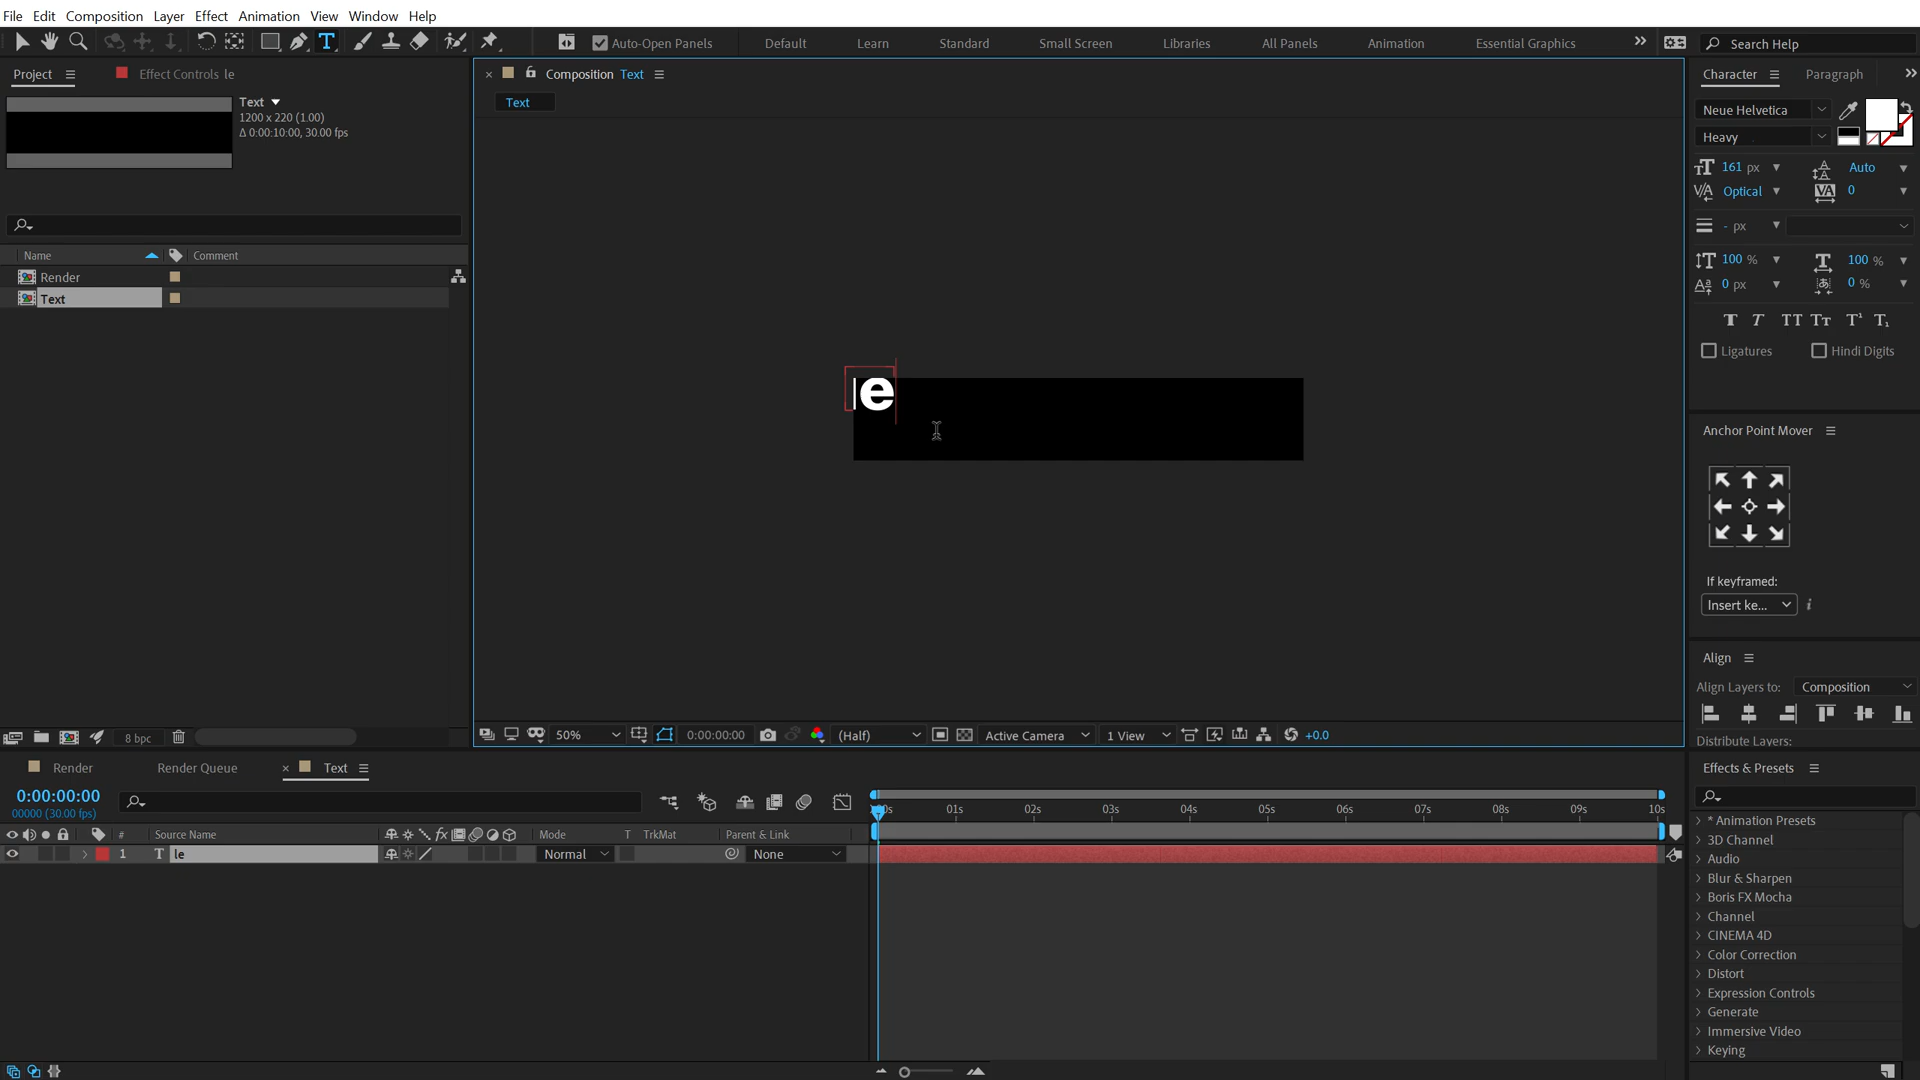 File Edit Composition Layer Effect Animation View Window Help
Auto-Open Panels Default Learn Standard Small Screen Libraries All Panels Animation Essential Graphics Search Help
Project Effect Controls le
Composition Text
Character Paragraph
Text
1200 x 220 (1.00)
Δ 0:00:10:00, 30.00 fps
Text
Neue Helvetica
Heavy
161 px Auto
Optical 0
- px
100 % 100 %
0 px 0 %
Ligatures Hindi Digits
Name Comment
Render
Text
le
Anchor Point Mover
If keyframed:
Insert ke...
Align
Align Layers to: Composition
Distribute Layers:
8 bpc
50% 0:00:00:00 (Half) Active Camera 1 View +0.0
Render Render Queue Text
0:00:00:00
00000 (30.00 fps)
# Source Name Mode T TrkMat Parent & Link
1 T le Normal None
01s 02s 03s 04s 05s 06s 07s 08s 09s 10s
Effects & Presets
* Animation Presets
3D Channel
Audio
Blur & Sharpen
Boris FX Mocha
Channel
CINEMA 4D
Color Correction
Distort
Expression Controls
Generate
Immersive Video
Keying